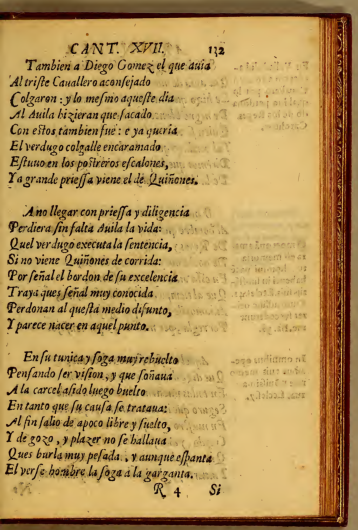 CANT. XVII. 132
Tambien a Diego Gomez el que auia
Al triſte Cauallero aconſejado
Colgaron: y lo meſmo aqueſte dia
Al Auila hizieran que ſacado
Con eſtos tambien fue: e ya queria
El verdugo colgalle encaramado
Eſtuuo en los poſtreros eſcalones,
Ya grande prieſſa viene el de Quiñones.
A no llegar con prieſſa y diligencia
Perdiera ſin falta Auila la vida:
Quel verdugo executa la ſentencia,
Si no viene Quiñones de corrida:
Por ſeñal el bordon de ſu excelencia
Traya ques ſeñal muy conocida
Perdonan al queſta medio difunto,
Y parece nacer en aquel punto.
En ſu tunica y ſoga muy rebuelto
Penſando ſer viſion, y que ſoñaua
A la carcel aſido luego buelto
En tanto que ſu cauſa ſe trataua:
Al fin ſalio de apoco libre y ſuelto,
Y de gozo, y plazer no ſe hallaua
Ques burla muy peſada, y aunque eſpanta
El verſe hombre la ſoga a la garganta.
R 4 Si